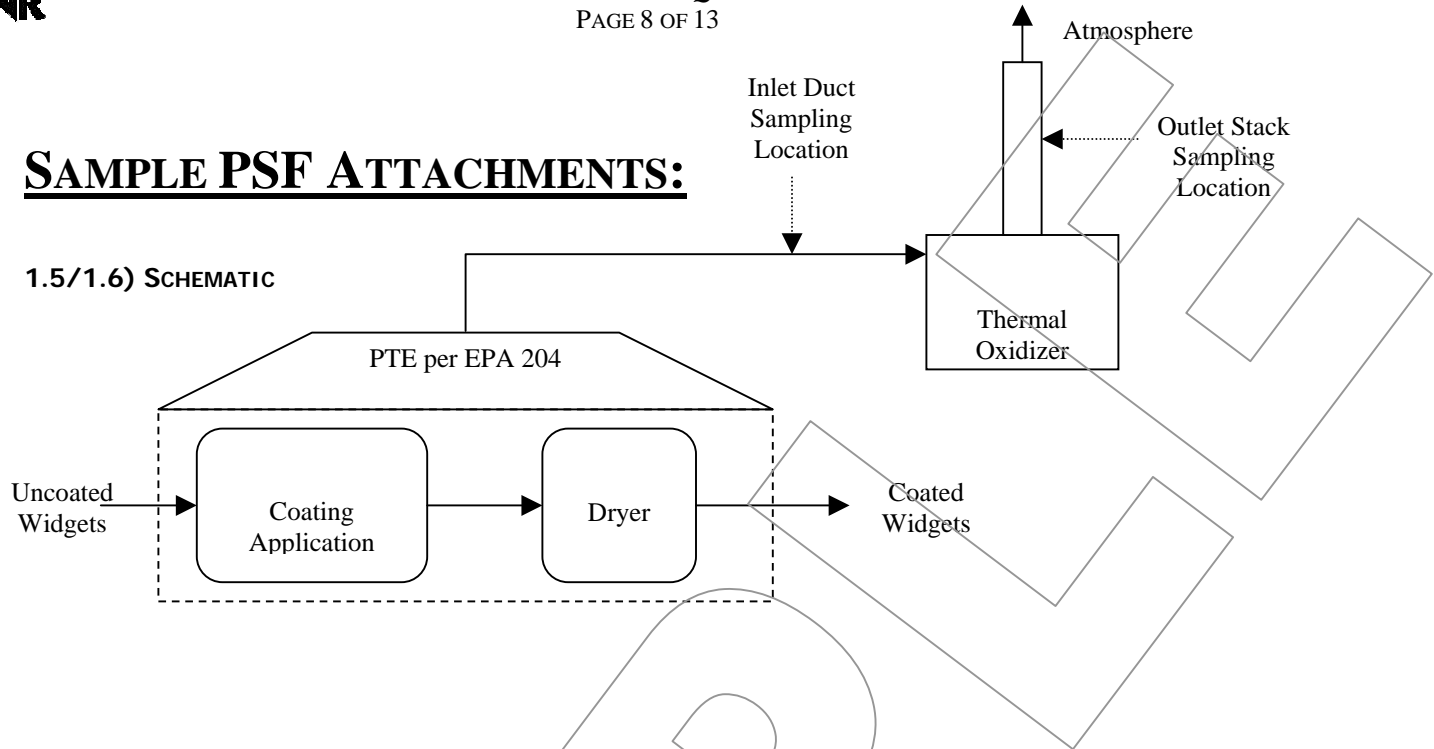 PAGE 8 OF 13
Atmosphere
Inlet Duct
Sampling
Location
Outlet Stack
Sampling
Location
SAMPLE PSF ATTACHMENTS:
1.5/1.6) SCHEMATIC
Thermal
Oxidizer
PTE per EPA 204
Uncoated
Widgets
Coating
Application
Dryer
Coated
Widgets